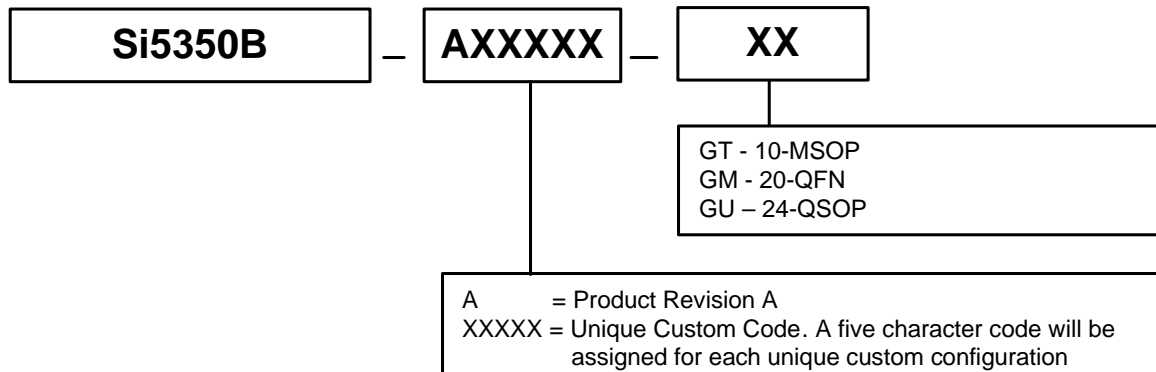 Si5350B – AXXXXX – XX
GT - 10-MSOP
GM - 20-QFN
GU – 24-QSOP
A = Product Revision A
XXXXX = Unique Custom Code. A five character code will be
assigned for each unique custom configuration